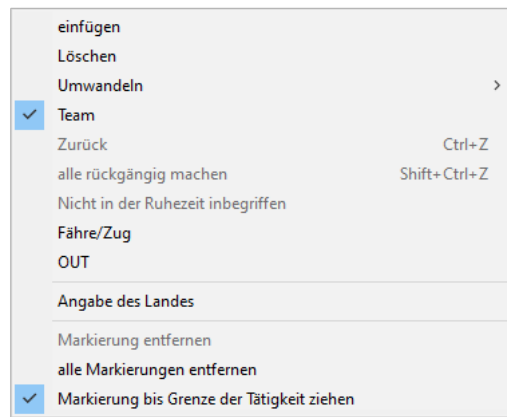 einfügen
Löschen
Umwandeln
Team
Zurück Ctrl+Z
alle rückgängig machen Shift+Ctrl+Z
Nicht in der Ruhezeit inbegriffen
Fähre/Zug
OUT
Angabe des Landes
Markierung entfernen
alle Markierungen entfernen
Markierung bis Grenze der Tätigkeit ziehen